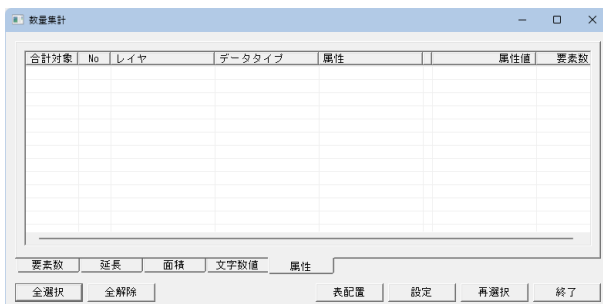 数量集計
合計対象 No レイヤ データタイプ 属性 属性値 要素数
要素数 延長 面積 文字数値 属性
全選択 全解除 表配置 設定 再選択 終了